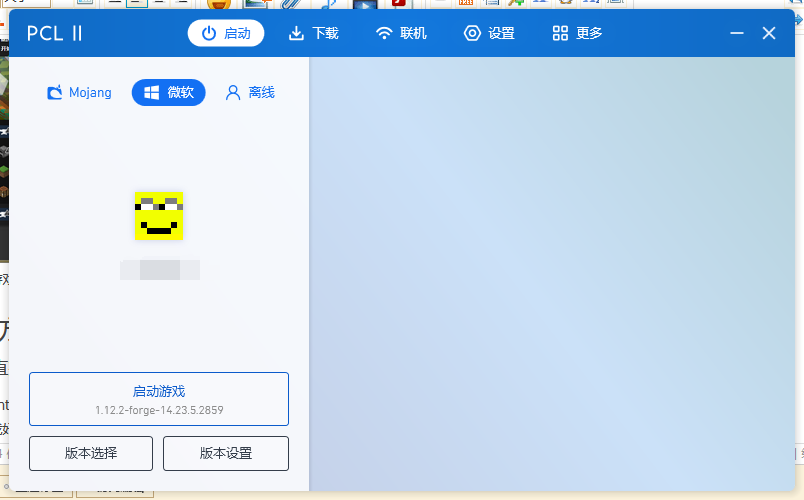 PCL II
启动
下载
联机
设置
更多
Mojang
微软
离线
启动游戏
1.12.2-forge-14.23.5.2859
版本选择
版本设置